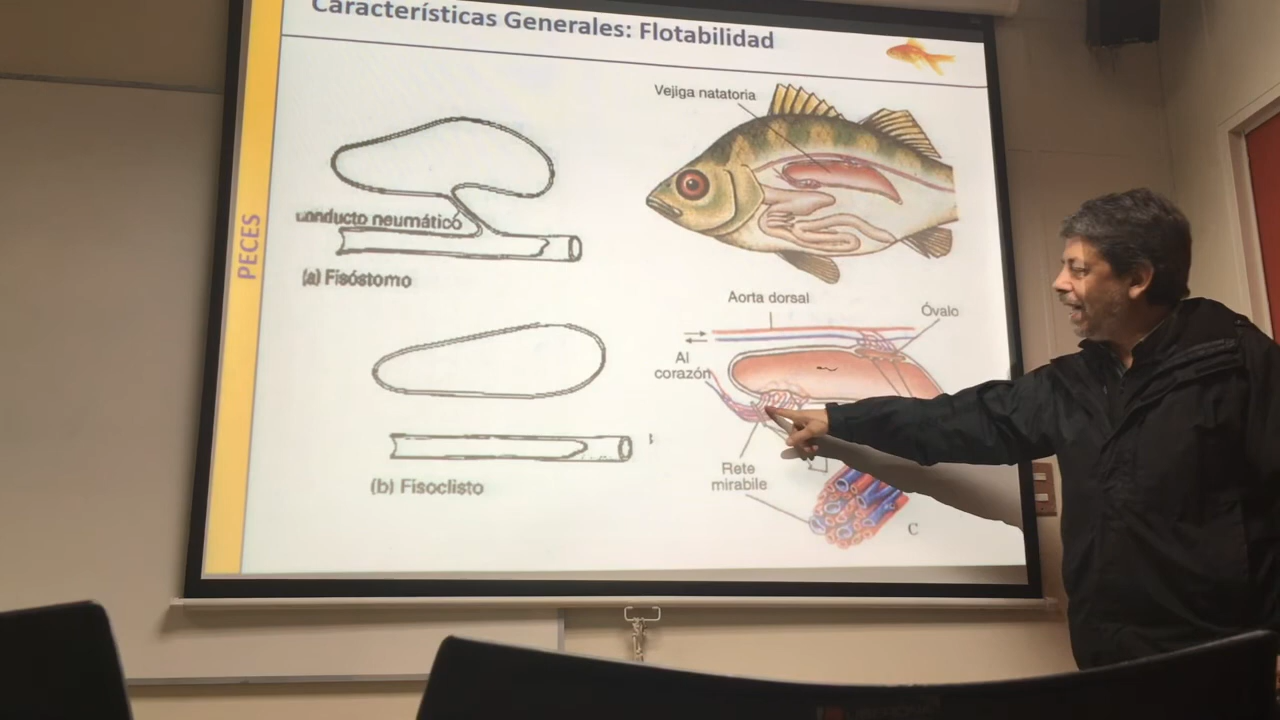 Características Generales: Flotabilidad
PECES
Vejiga natatoria
conducto neumático
(a) Fisóstomo
Aorta dorsal
Óvalo
Al
corazón
Rete
mirabile
C
(b) Fisoclisto